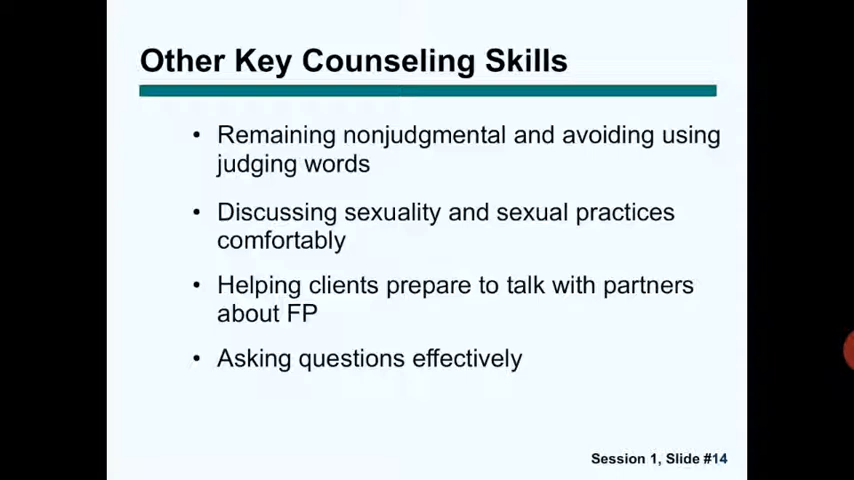 Other Key Counseling Skills
• Remaining nonjudgmental and avoiding using
judging words
• Discussing sexuality and sexual practices
comfortably
• Helping clients prepare to talk with partners
about FP
• Asking questions effectively
Session 1, Slide #14